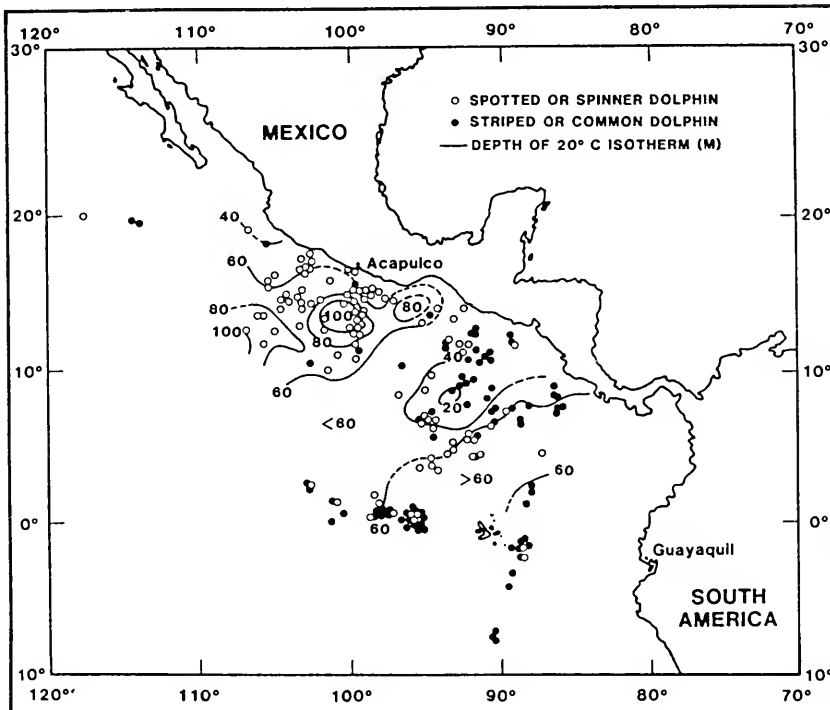 110° 100° 90° 80°
30° 30°
○ SPOTTED OR SPINNER DOLPHIN
MEXICO
● STRIPED OR COMMON DOLPHIN
— DEPTH OF 20° C ISOTHERM (M)
20° 20°
40
60
Acapulco
80
100
100
80
80
40
10° 10°
60
20
<60
>60
60
0° 0°
60
Guayaquil
SOUTH
AMERICA
10° 10°
120° 110° 100° 90° 80° 70°